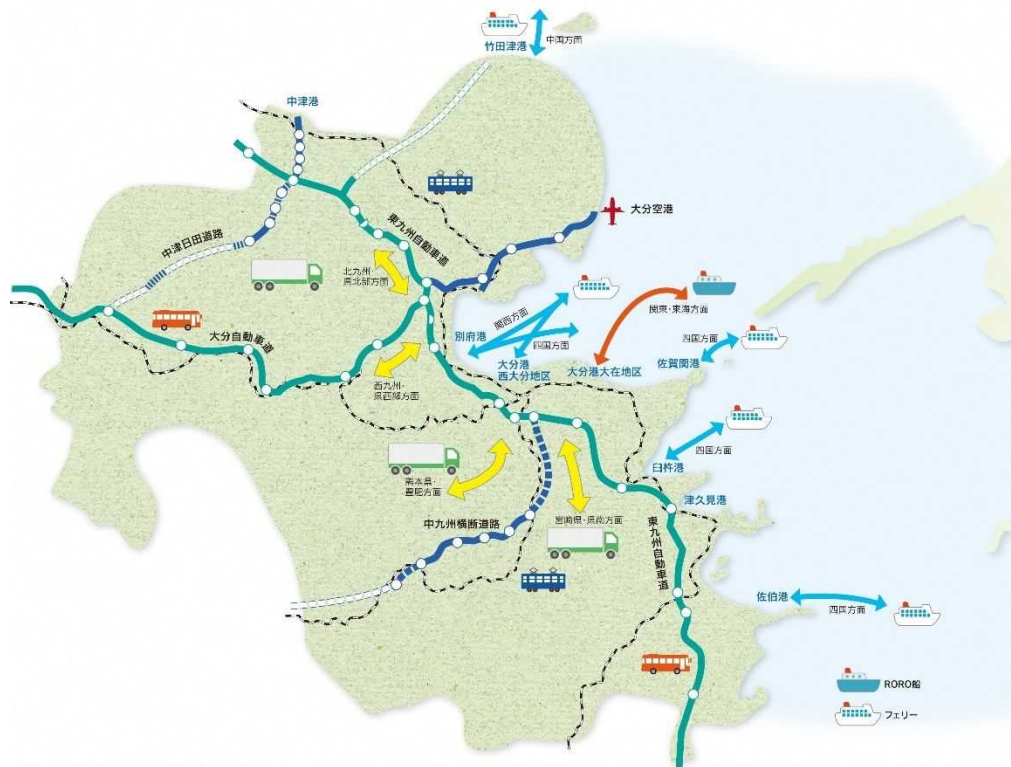 竹田津港
中国方面
中津港
大分空港
東九州自動車道
中津日田道路
北九州・
県北部方面
関西方面
関東・東海方面
別府港
四国方面
四国方面
大分自動車道
大分港
西大分地区
大分港大在地区
佐賀関港
西九州・
県西部方面
四国方面
臼杵港
熊本県・
豊肥方面
津久見港
宮崎県・県南方面
中九州横断道路
東九州自動車道
佐伯港
四国方面
RORO船
フェリー